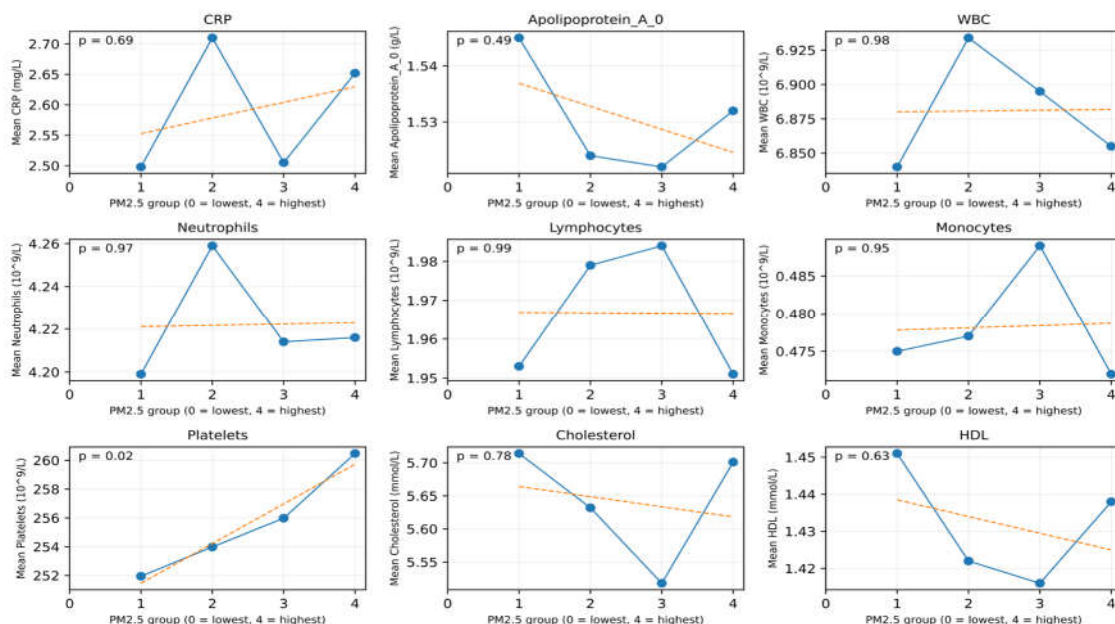 CRP
p = 0.69
Mean CRP (mg/L)
2.70
2.65
2.60
2.55
2.50
0 1 2 3 4
PM2.5 group (0 = lowest, 4 = highest)
Apolipoprotein_A_0
p = 0.49
Mean Apolipoprotein_A_0 (g/L)
1.54
1.53
0 1 2 3 4
PM2.5 group (0 = lowest, 4 = highest)
WBC
p = 0.98
Mean WBC (10^9/L)
6.925
6.900
6.875
6.850
0 1 2 3 4
PM2.5 group (0 = lowest, 4 = highest)
Neutrophils
p = 0.97
Mean Neutrophils (10^9/L)
4.26
4.24
4.22
4.20
0 1 2 3 4
PM2.5 group (0 = lowest, 4 = highest)
Lymphocytes
p = 0.99
Mean Lymphocytes (10^9/L)
1.98
1.97
1.96
1.95
0 1 2 3 4
PM2.5 group (0 = lowest, 4 = highest)
Monocytes
p = 0.95
Mean Monocytes (10^9/L)
0.485
0.480
0.475
0 1 2 3 4
PM2.5 group (0 = lowest, 4 = highest)
Platelets
p = 0.02
Mean Platelets (10^9/L)
260
258
256
254
252
0 1 2 3 4
PM2.5 group (0 = lowest, 4 = highest)
Cholesterol
p = 0.78
Mean Cholesterol (mmol/L)
5.70
5.65
5.60
5.55
0 1 2 3 4
PM2.5 group (0 = lowest, 4 = highest)
HDL
p = 0.63
Mean HDL (mmol/L)
1.45
1.44
1.43
1.42
0 1 2 3 4
PM2.5 group (0 = lowest, 4 = highest)